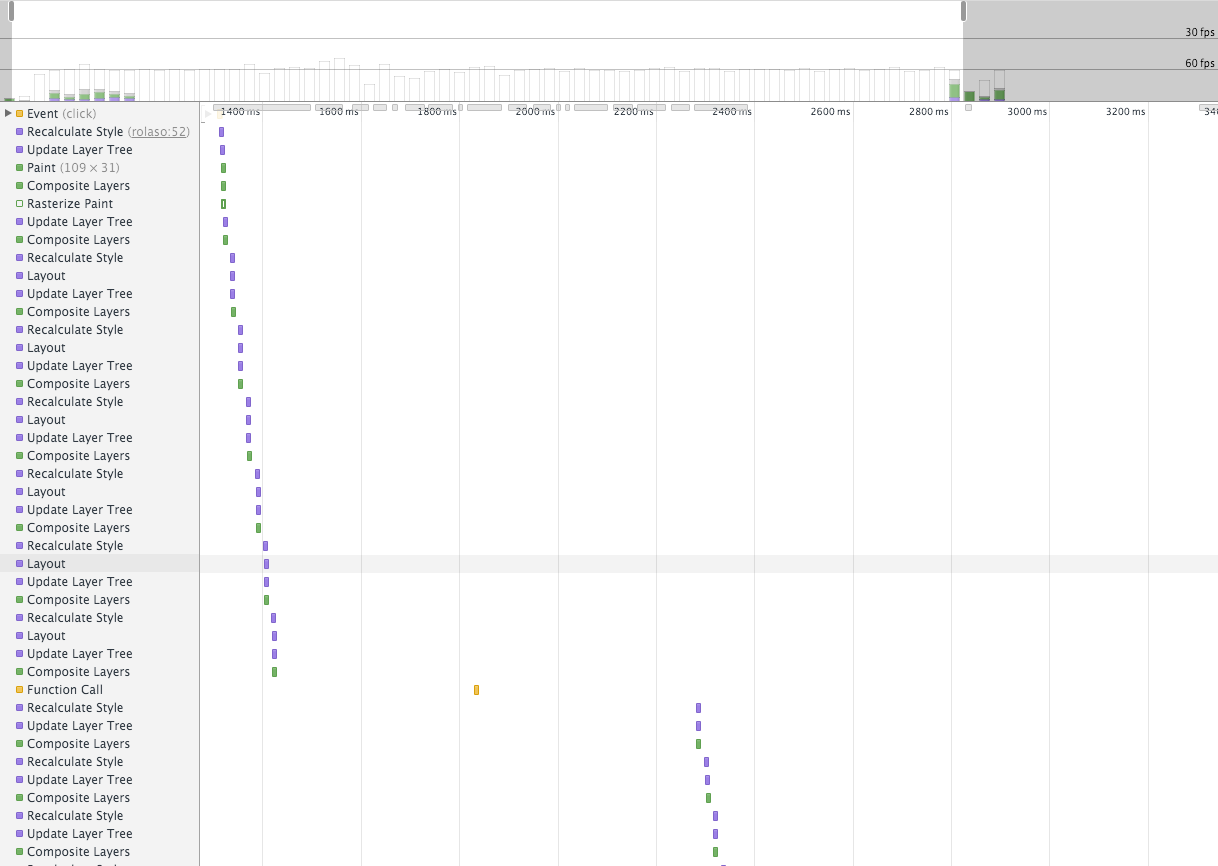 30 fps
60 fps
1400 ms 1600 ms 1800 ms 2000 ms 2200 ms 2400 ms 2600 ms 2800 ms 3000 ms 3200 ms
Event (click)
Recalculate Style (rolaso:52)
Update Layer Tree
Paint (109 × 31)
Composite Layers
Rasterize Paint
Update Layer Tree
Composite Layers
Recalculate Style
Layout
Update Layer Tree
Composite Layers
Recalculate Style
Layout
Update Layer Tree
Composite Layers
Recalculate Style
Layout
Update Layer Tree
Composite Layers
Recalculate Style
Layout
Update Layer Tree
Composite Layers
Recalculate Style
Layout
Update Layer Tree
Composite Layers
Recalculate Style
Layout
Update Layer Tree
Composite Layers
Function Call
Recalculate Style
Update Layer Tree
Composite Layers
Recalculate Style
Update Layer Tree
Composite Layers
Recalculate Style
Update Layer Tree
Composite Layers